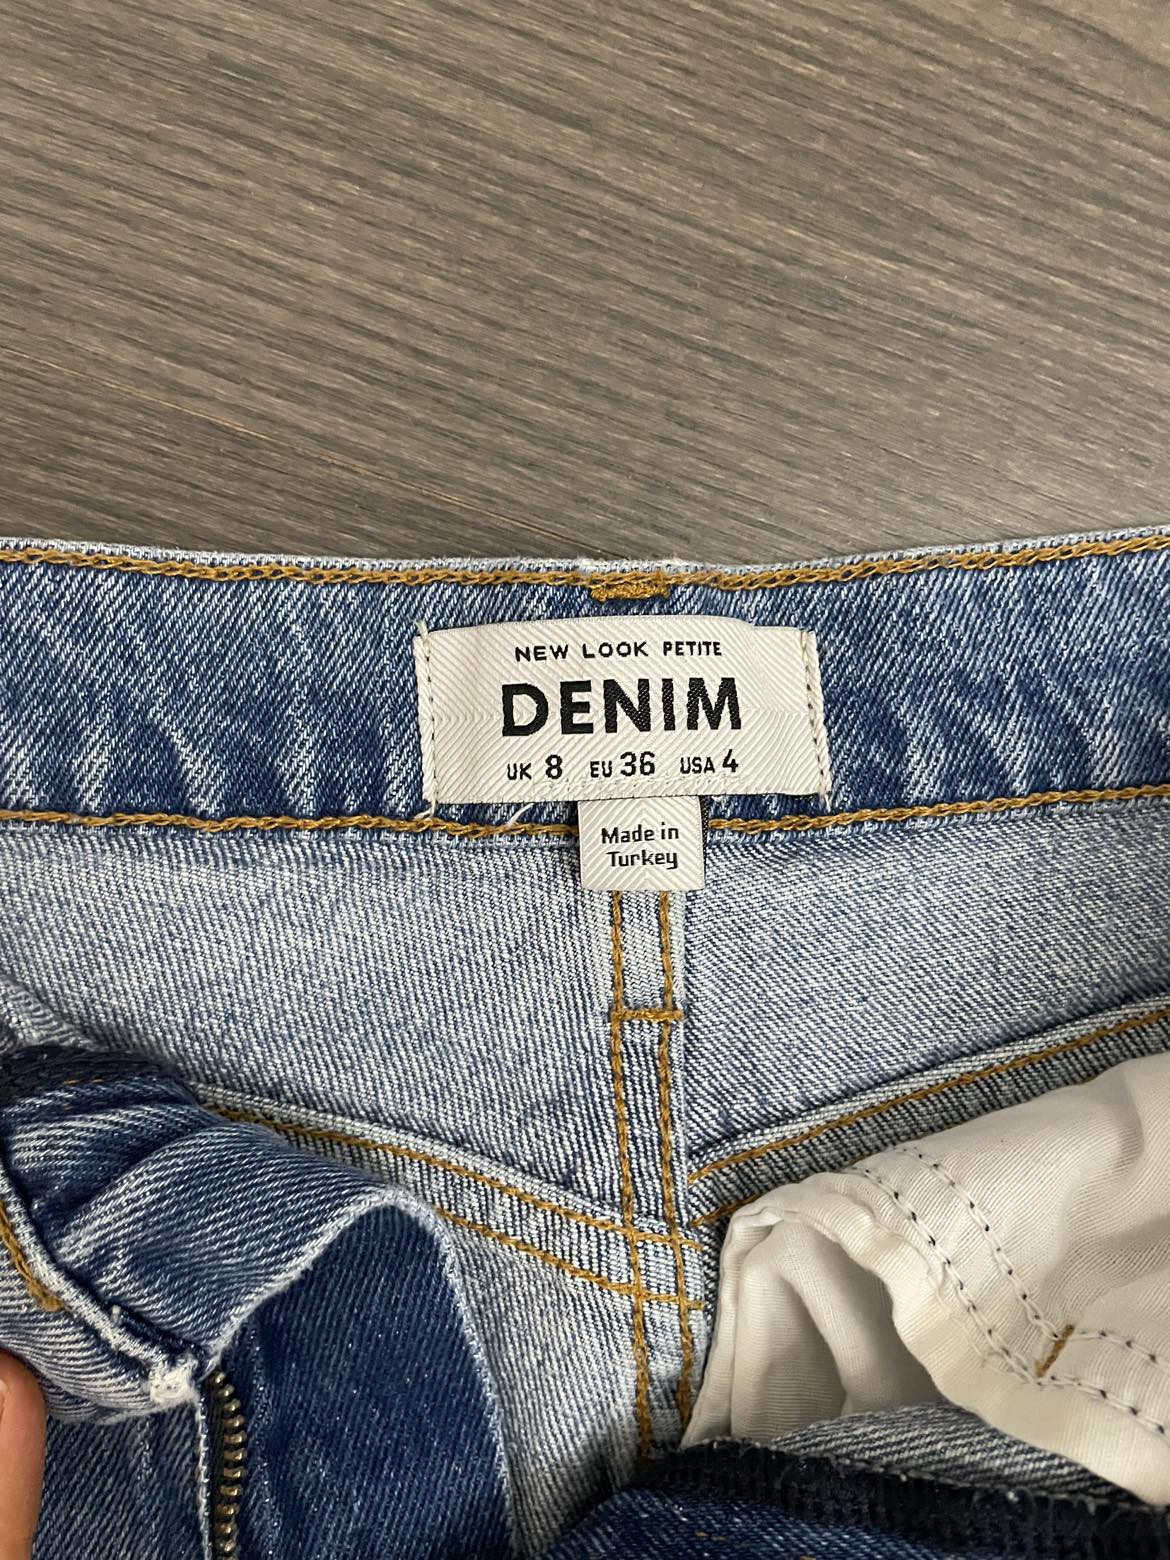 NEW LOOK PETITE
DENIM
UK 8 EU 36 USA 4
Made in
Turkey